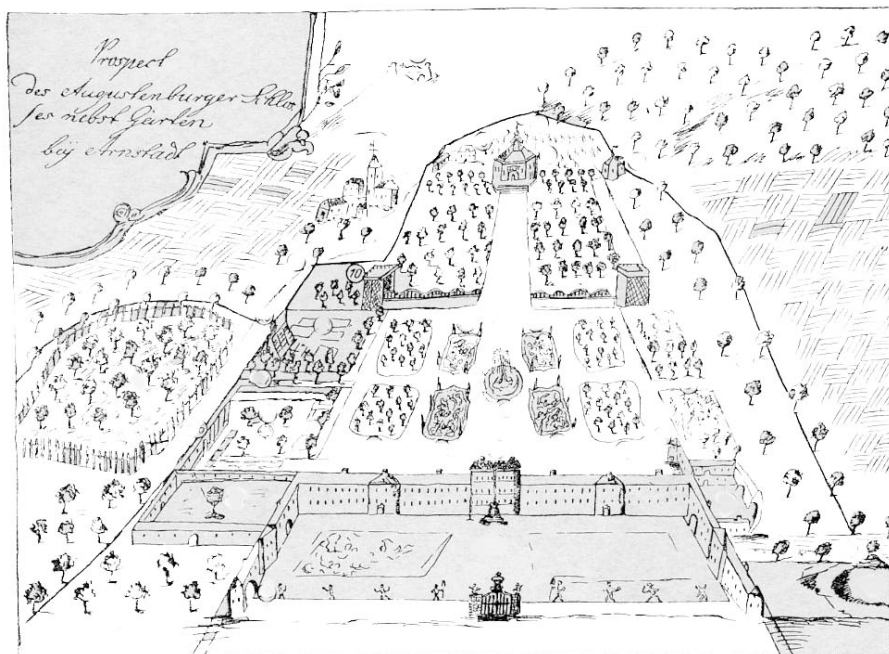 Prospect
des Augustenburger Schlos
ses nebst Garten
bey Arnstadt
10